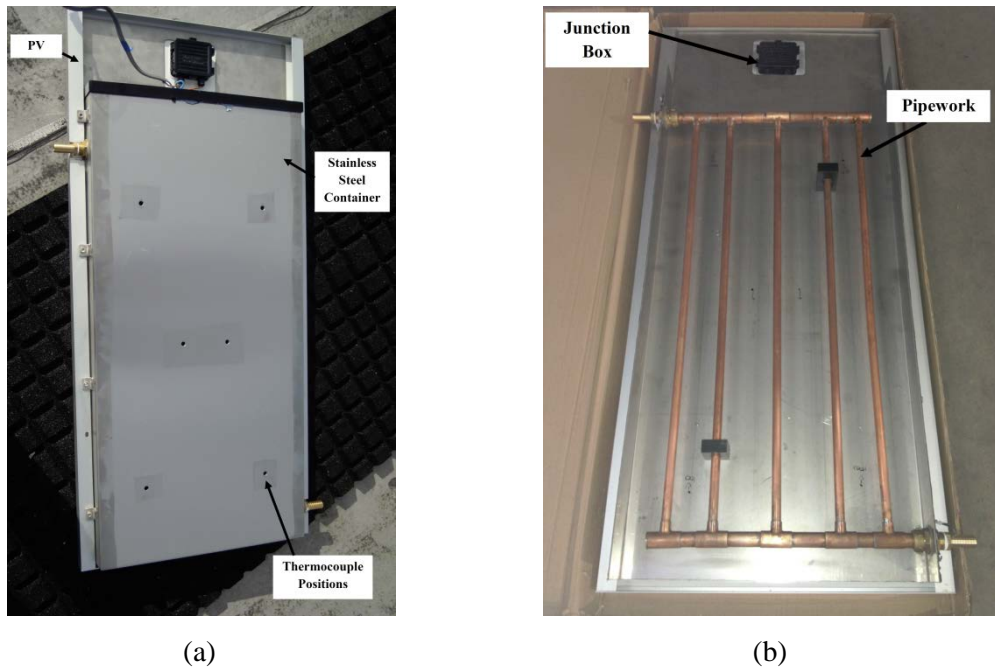 PV
Stainless
Steel
Container
Thermocouple
Positions
Junction
Box
Pipework
(a)
(b)